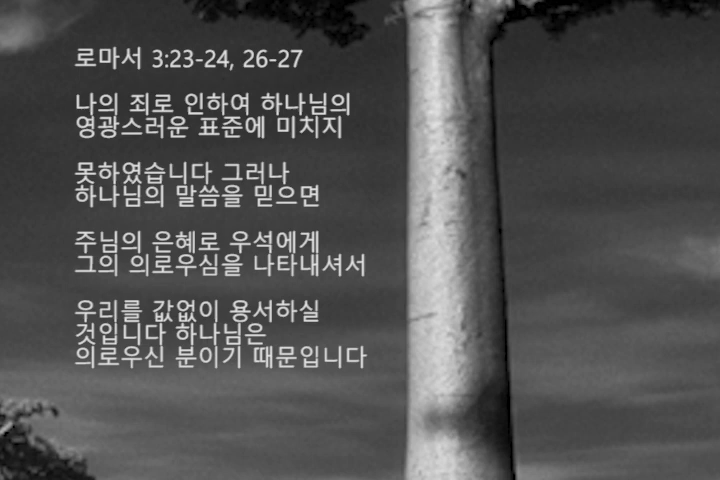 로마서 3:23-24, 26-27
나의 죄로 인하여 하나님의
영광스러운 표준에 미치지
못하였습니다 그러나
하나님의 말씀을 믿으면
주님의 은혜로 우석에게
그의 의로우심을 나타내셔서
우리를 값없이 용서하실
것입니다 하나님은
의로우신 분이기 때문입니다